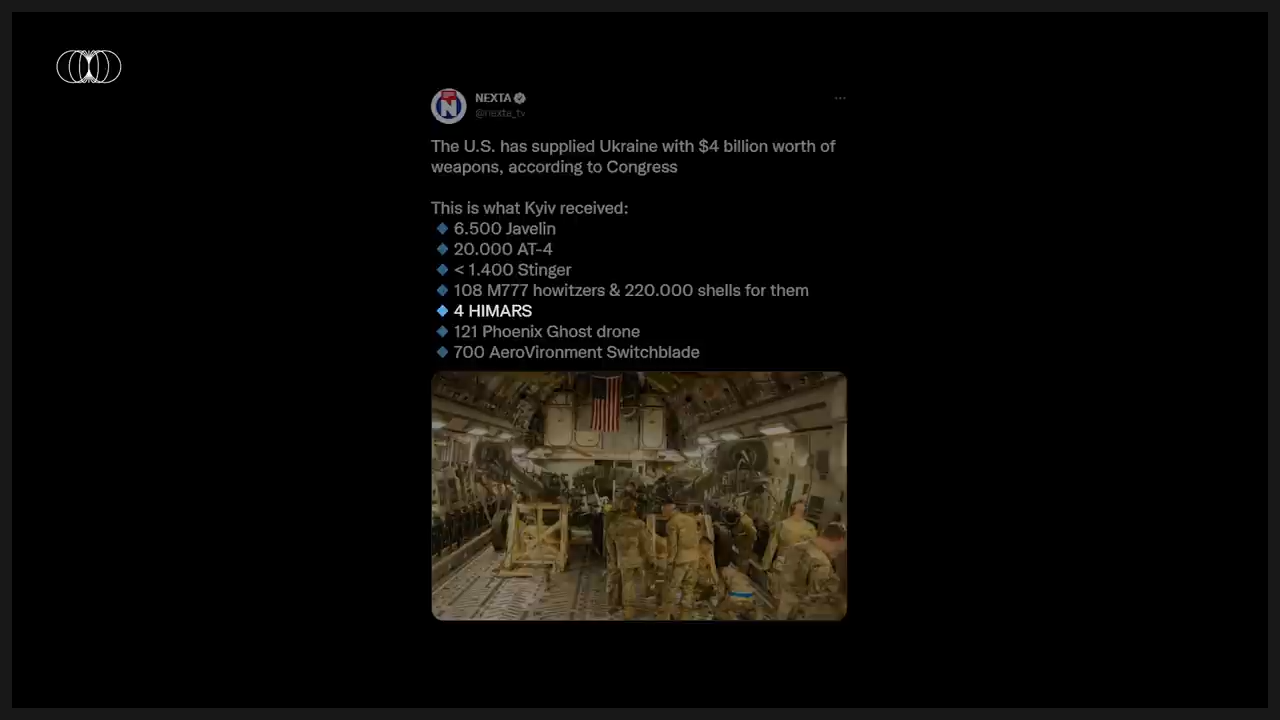 NEXTA
@nexta_tv
The U.S. has supplied Ukraine with $4 billion worth of
weapons, according to Congress
This is what Kyiv received:
6.500 Javelin
20.000 AT-4
< 1.400 Stinger
108 M777 howitzers & 220.000 shells for them
4 HIMARS
121 Phoenix Ghost drone
700 AeroVironment Switchblade